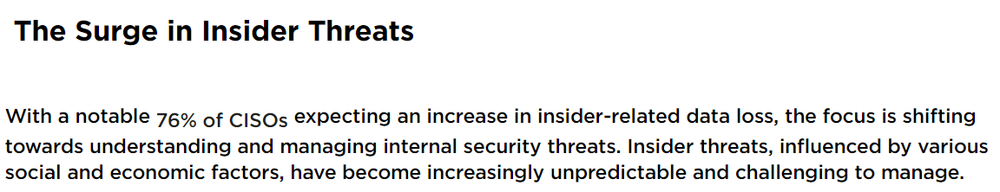 The Surge in Insider Threats
With a notable 76% of CISOs expecting an increase in insider-related data loss, the focus is shifting
towards understanding and managing internal security threats. Insider threats, influenced by various
social and economic factors, have become increasingly unpredictable and challenging to manage.